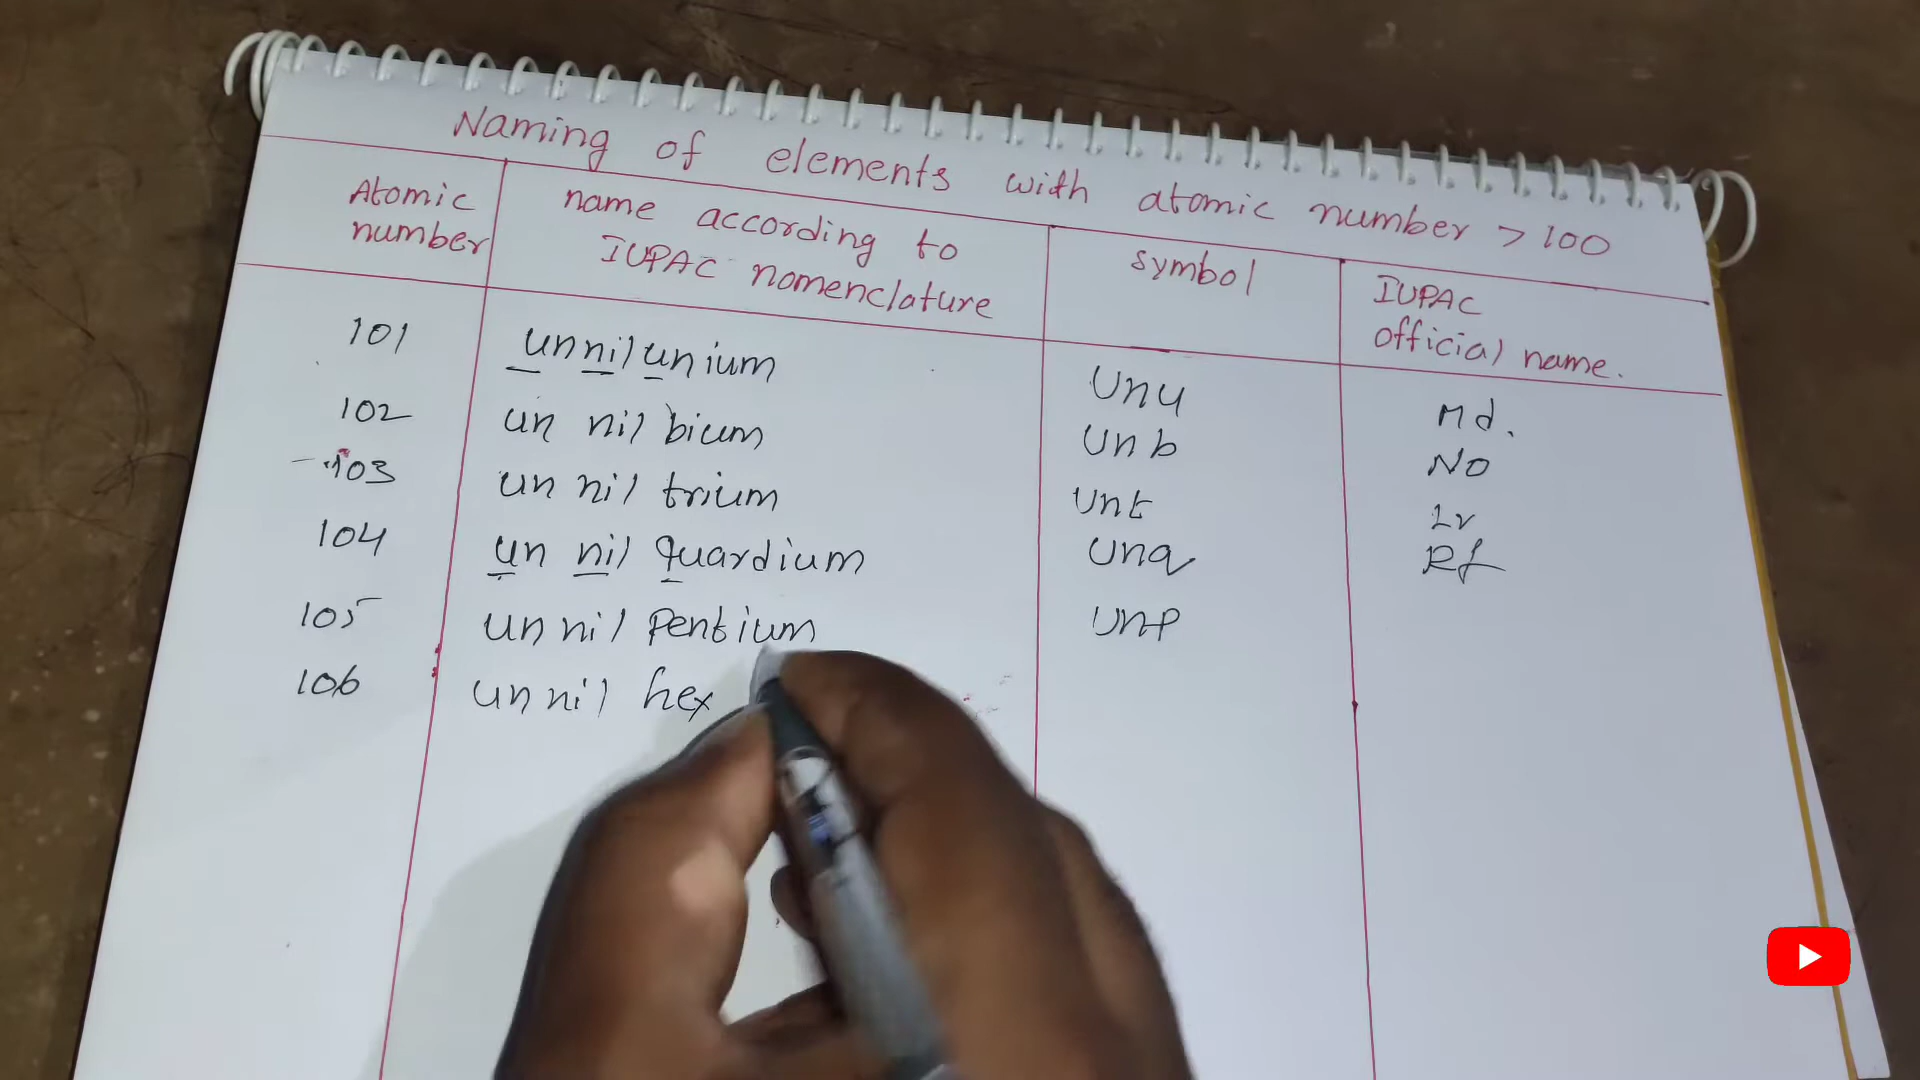 Naming of elements with atomic number > 100
Atomic number
name according to IUPAC nomenclature
symbol
IUPAC official name.
101 unnilunium Unu Md.
102 un nil bium Unb NO
103 un nil trium Unt Lr
104 un nil quardium Unq Rf
105 un nil pentium UnP
106 un nil hex